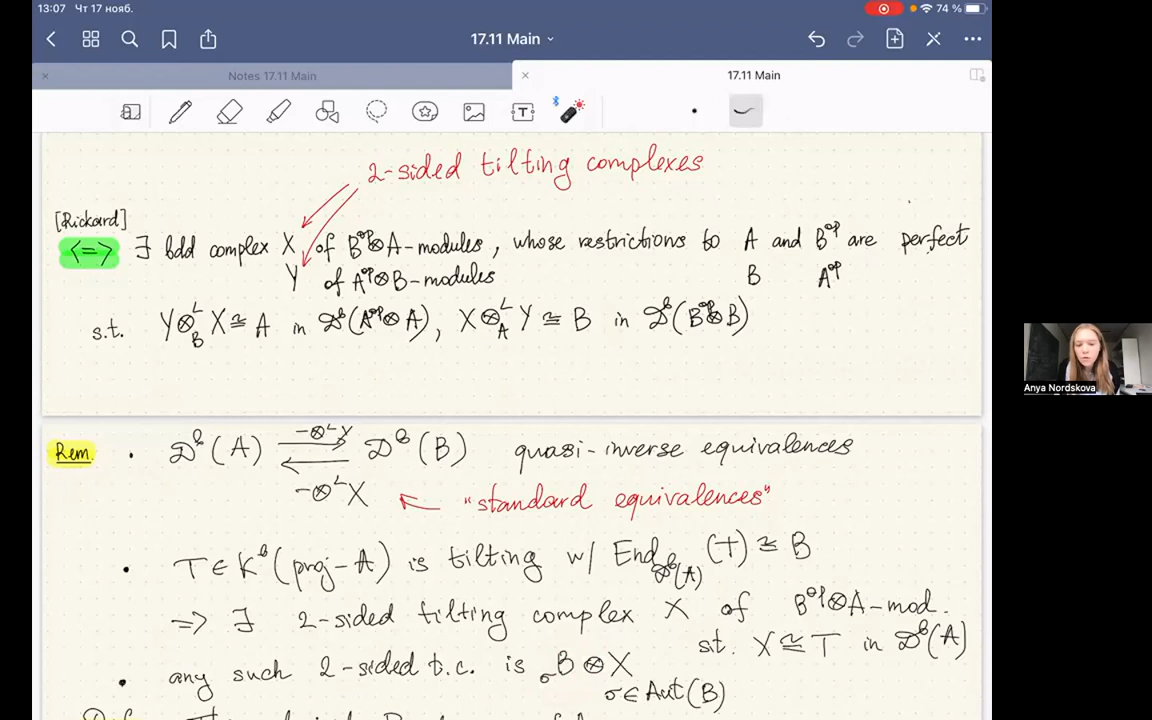 13:07 Чт 17 нояб.
74 %
17.11 Main
Notes 17.11 Main
17.11 Main
2-sided tilting complexes
[Rickard]
<=> ∃ bdd complex X of B^op⊗A-modules, whose restrictions to A and B^op are perfect
Y of A^op⊗B-modules B A^op
s.t. Y⊗^L_B X ≅ A in D^b(A^op⊗A), X⊗^L_A Y ≅ B in D^b(B^op⊗B)
Rem. · D^b(A) ⇄ D^b(B) quasi-inverse equivalences
-⊗^L Y
-⊗^L X "standard equivalences"
· T∈K^b(proj-A) is tilting w/ End_{D^b(A)}(T) ≅ B
=> ∃ 2-sided tilting complex X of B^op⊗A-mod.
s.t. X ≅ T in D^b(A)
· any such 2-sided t.c. is _σB⊗X
σ∈Aut(B)
Anya Nordskova